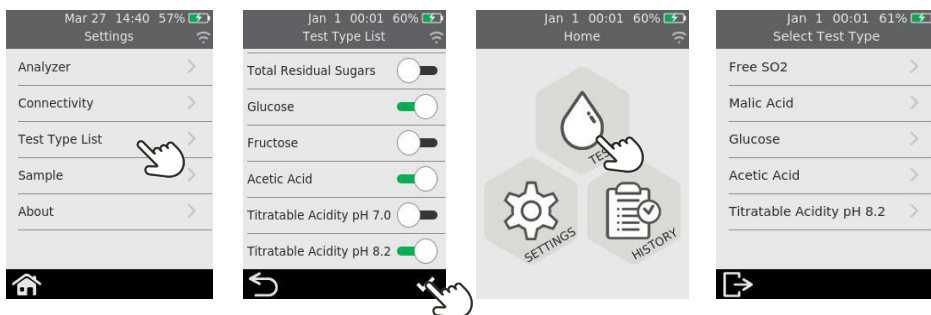 Mar 27 14:40 57%
Settings
Analyzer
Connectivity
Test Type List
Sample
About
Jan 1 00:01 60%
Test Type List
Total Residual Sugars
Glucose
Fructose
Acetic Acid
Titratable Acidity pH 7.0
Titratable Acidity pH 8.2
Jan 1 00:01 60%
Home
SETTINGS
HISTORY
Jan 1 00:01 61%
Select Test Type
Free SO2
Malic Acid
Glucose
Acetic Acid
Titratable Acidity pH 8.2